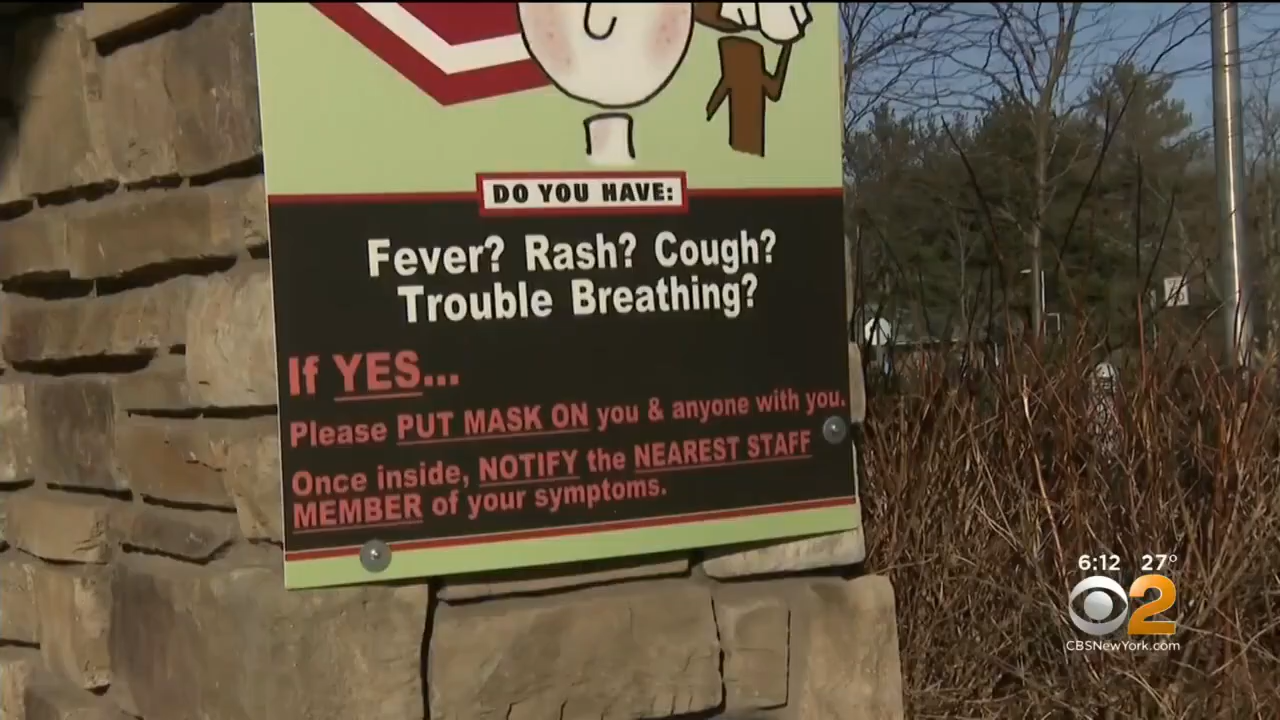 DO YOU HAVE:
Fever? Rash? Cough?
Trouble Breathing?
If YES...
Please PUT MASK ON you & anyone with you.
Once inside, NOTIFY the NEAREST STAFF
MEMBER of your symptoms.
6:12 27°
2
CBSNewYork.com